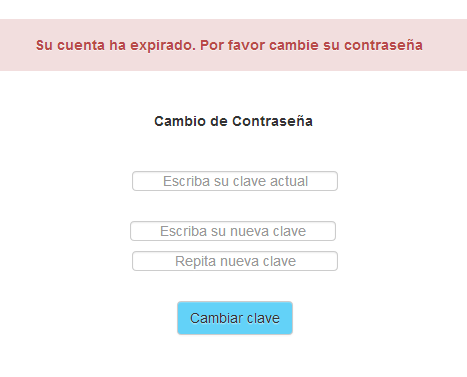 Su cuenta ha expirado. Por favor cambie su contraseña
Cambio de Contraseña
Escriba su clave actual
Escriba su nueva clave
Repita nueva clave
Cambiar clave